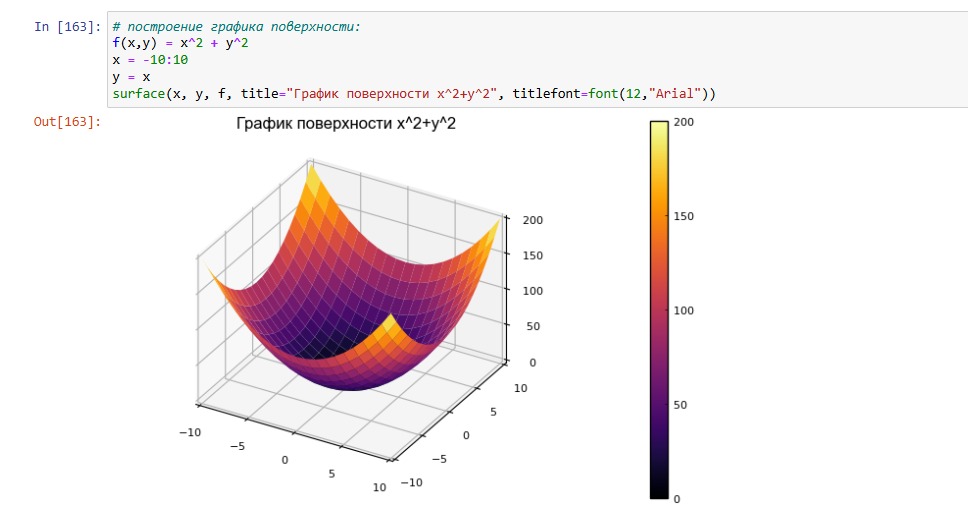 In [163]: # построение графика поверхности:
f(x,y) = x^2 + y^2
x = -10:10
y = x
surface(x, y, f, title="График поверхности x^2+y^2", titlefont=font(12,"Arial"))
Out[163]:
График поверхности x^2+y^2
200
150
100
50
0
10
5
0
−5
−10
−10
−5
0
5
10
200
150
100
50
0